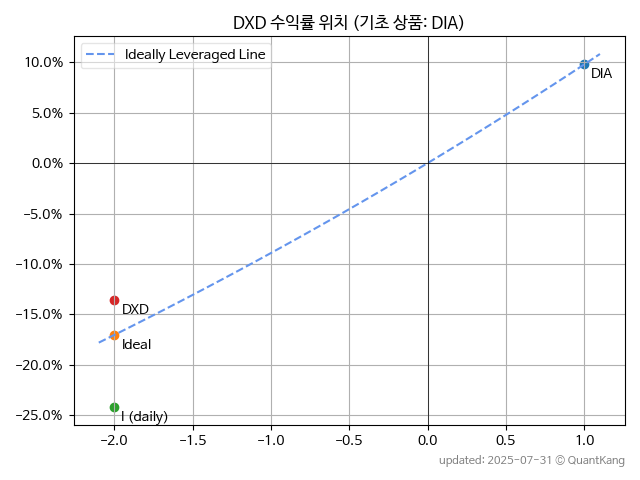 DXD 수익률 위치 (기초 상품: DIA)
Ideally Leveraged Line
10.0%
5.0%
0.0%
−5.0%
−10.0%
−15.0%
−20.0%
−25.0%
DIA
DXD
Ideal
I (daily)
−2.0 −1.5 −1.0 −0.5 0.0 0.5 1.0
updated: 2025-07-31 © QuantKang